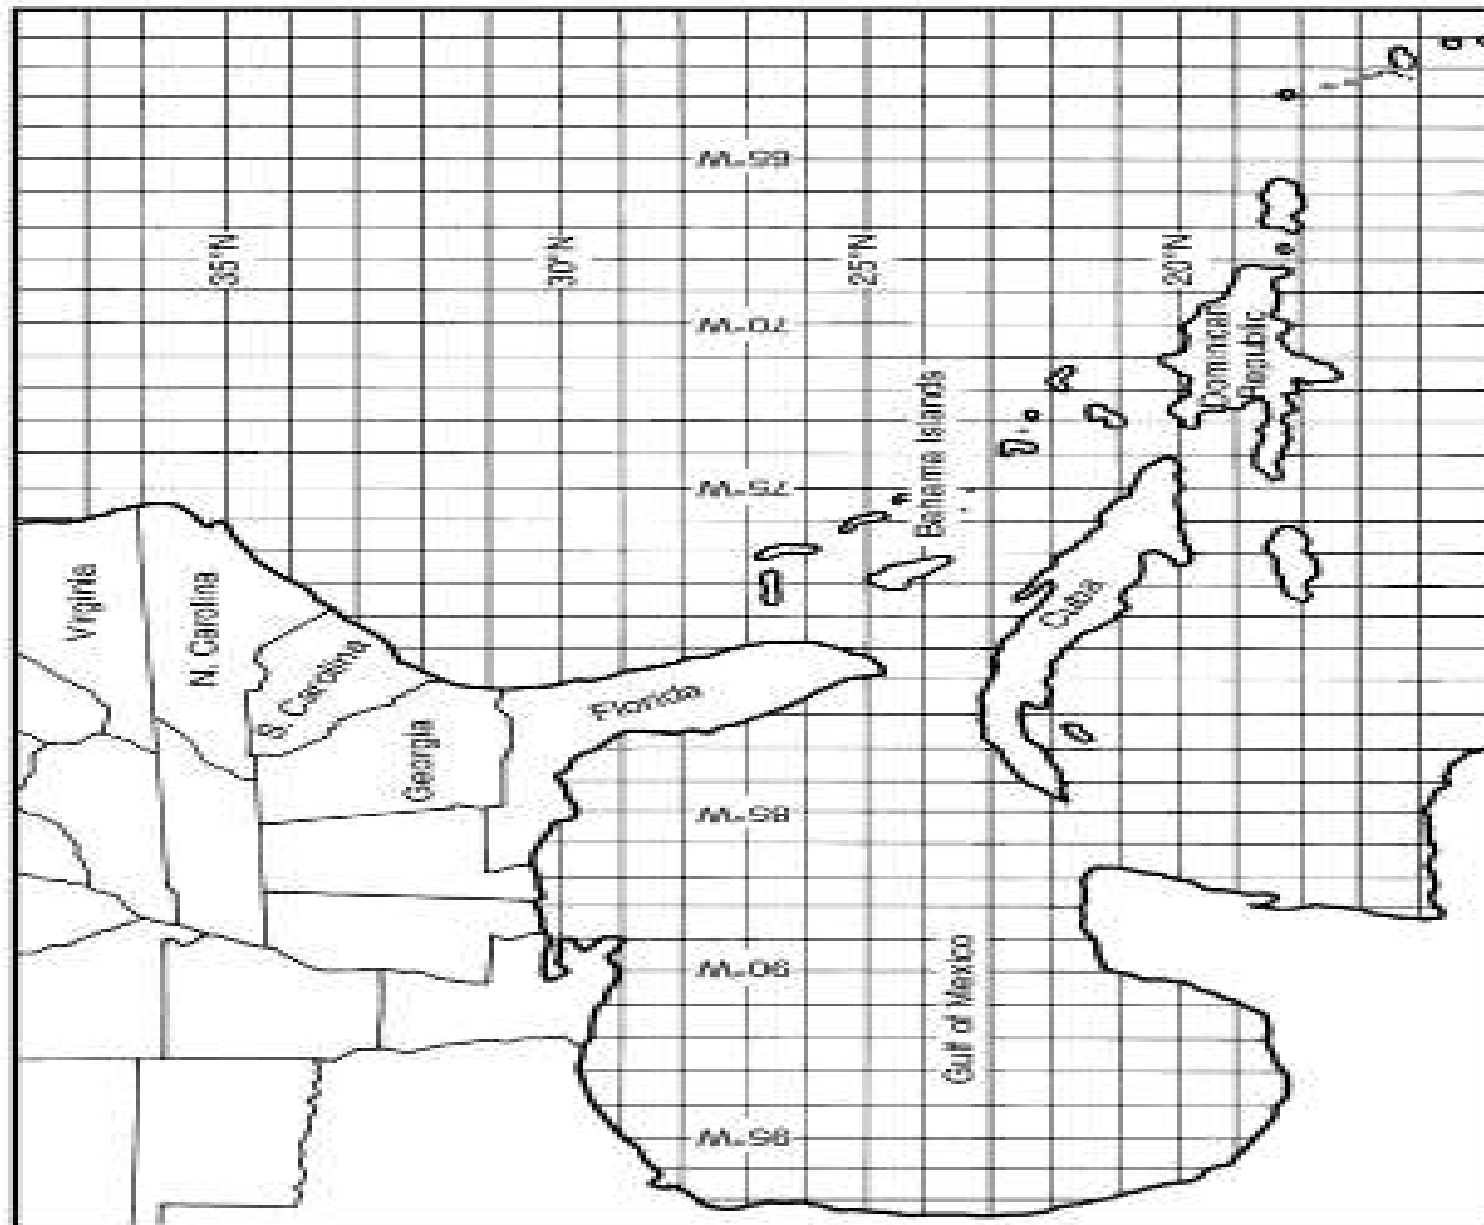 Virginia
N. Carolina
S. Carolina
Georgia
Florida
35°N
30°N
25°N
20°N
65°W
70°W
75°W
85°W
90°W
95°W
Bahama Islands
Cuba
Dominican
Republic
Gulf of Mexico